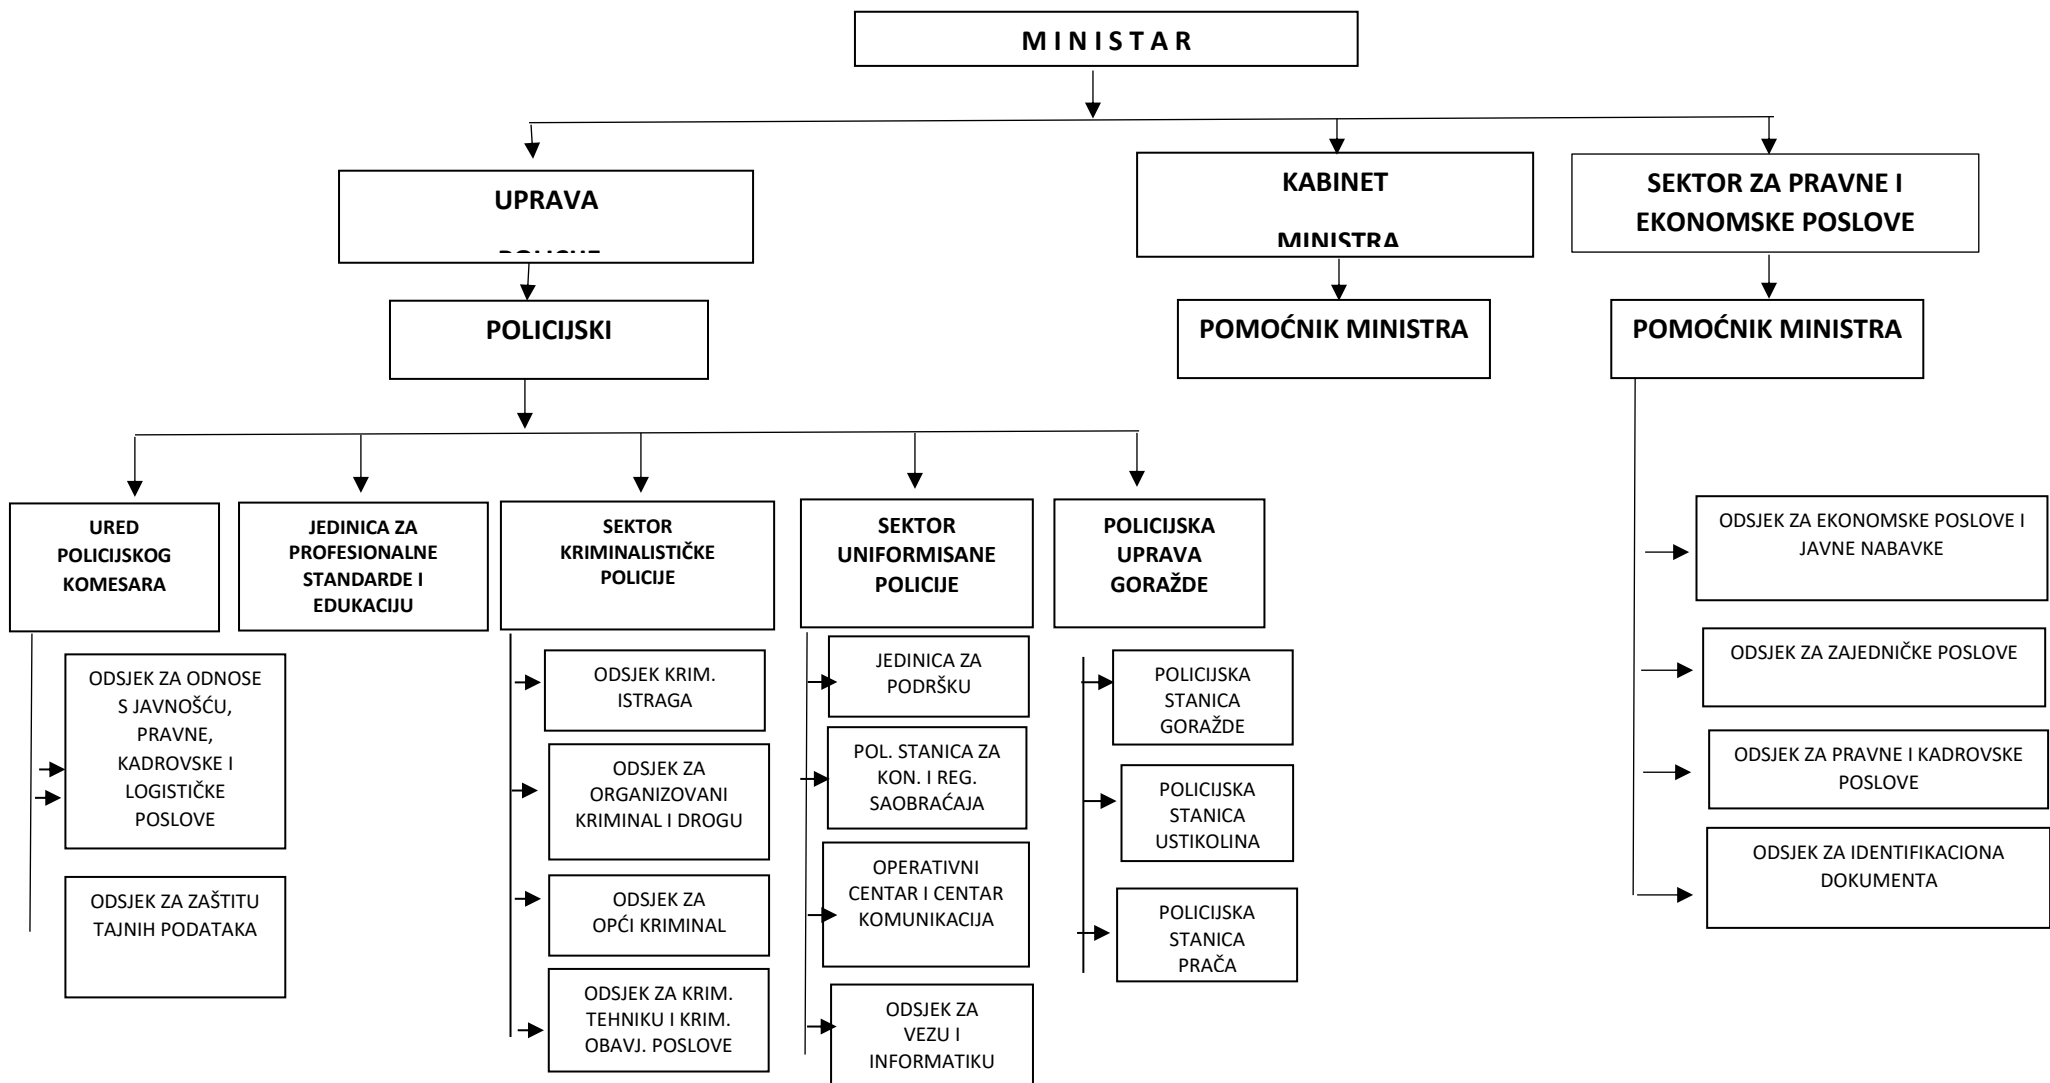 M I N I S T A R
UPRAVA
KABINET
MINISTRA
SEKTOR ZA PRAVNE I
EKONOMSKE POSLOVE
POLICIJSKI
POMOĆNIK MINISTRA
POMOĆNIK MINISTRA
URED
POLICIJSKOG
KOMESARA
JEDINICA ZA
PROFESIONALNE
STANDARDE I
EDUKACIJU
SEKTOR
KRIMINALISTIČKE
POLICIJE
SEKTOR
UNIFORMISANE
POLICIJE
POLICIJSKA
UPRAVA
GORAŽDE
ODSJEK ZA ODNOSE
S JAVNOŠĆU,
PRAVNE,
KADROVSKE I
LOGISTIČKE
POSLOVE
ODSJEK ZA ZAŠTITU
TAJNIH PODATAKA
ODSJEK KRIM.
ISTRAGA
ODSJEK ZA
ORGANIZOVANI
KRIMINAL I DROGU
ODSJEK ZA
OPĆI KRIMINAL
ODSJEK ZA KRIM.
TEHNIKU I KRIM.
OBAVJ. POSLOVE
JEDINICA ZA
PODRŠKU
POL. STANICA ZA
KON. I REG.
SAOBRAĆAJA
OPERATIVNI
CENTAR I CENTAR
KOMUNIKACIJA
ODSJEK ZA
VEZU I
INFORMATIKU
POLICIJSKA
STANICA
GORAŽDE
POLICIJSKA
STANICA
USTIKOLINA
POLICIJSKA
STANICA
PRAČA
ODSJEK ZA EKONOMSKE POSLOVE I
JAVNE NABAVKE
ODSJEK ZA ZAJEDNIČKE POSLOVE
ODSJEK ZA PRAVNE I KADROVSKE
POSLOVE
ODSJEK ZA IDENTIFIKACIONA
DOKUMENTA